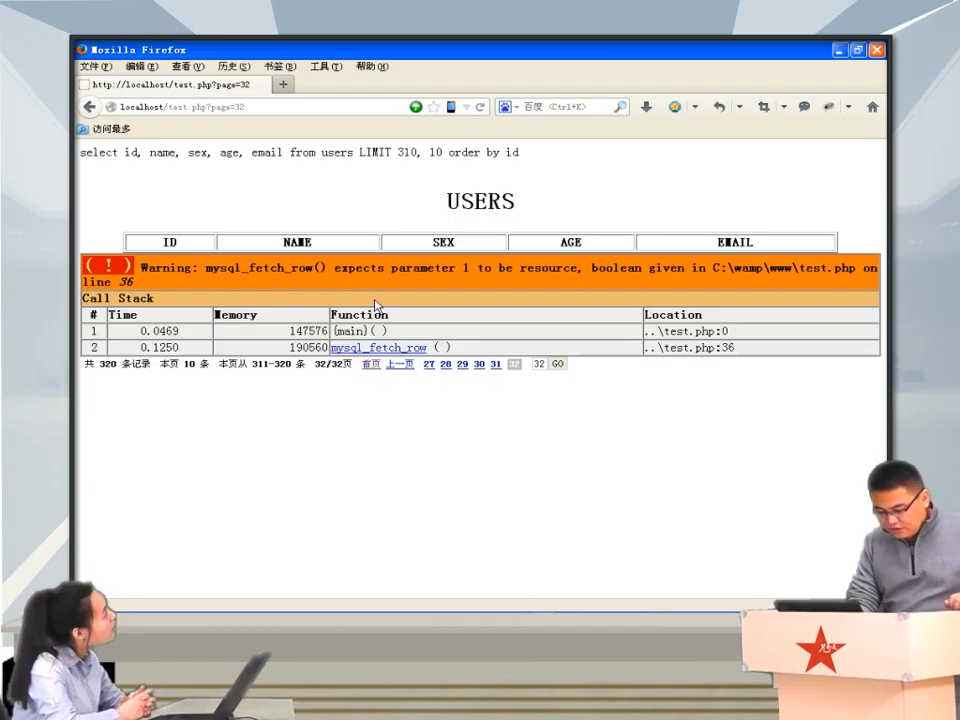 Mozilla Firefox
文件(F) 编辑(E) 查看(V) 历史(S) 书签(B) 工具(T) 帮助(H)
http://localhost/test.php?page=32
localhost/test.php?page=32 百度 <Ctrl+K>
访问最多
select id, name, sex, age, email from users LIMIT 310, 10 order by id
USERS
ID NAME SEX AGE EMAIL
( ! ) Warning: mysql_fetch_row() expects parameter 1 to be resource, boolean given in C:\wamp\www\test.php on
line 36
Call Stack
# Time Memory Function Location
1 0.0469 147576 {main}( ) ..\test.php:0
2 0.1250 190560 mysql_fetch_row ( ) ..\test.php:36
共 320 条记录 本页 10 条 本页从 311-320 条 32/32页 首页 上一页 27 28 29 30 31 32 32 GO